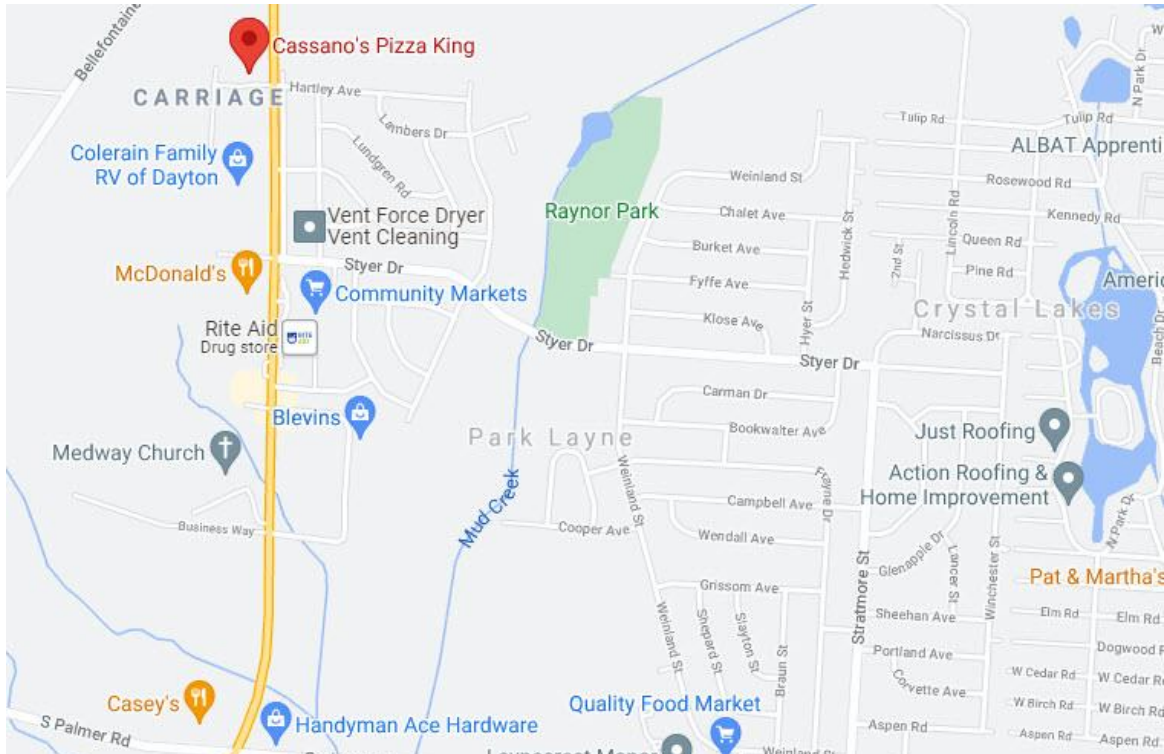 Bellefontaine
Cassano's Pizza King
CARRIAGE
Hartley Ave
Lambers Dr
Lundgren Rd
Colerain Family
RV of Dayton
Vent Force Dryer
Vent Cleaning
McDonald's
Styer Dr
Community Markets
Rite Aid
Drug store
RITE
AID
Blevins
Medway Church
Business Way
Casey's
S Palmer Rd
Handyman Ace Hardware
Mud Creek
Raynor Park
Styer Dr
Park Layne
Cooper Ave
Weinland St
Chalet Ave
Burket Ave
Fyffe Ave
Klose Ave
Hedwick St
Hyer St
Styer Dr
Carman Dr
Bookwalter Ave
Weinland St
Campbell Ave
Wendall Ave
Frayne Dr
Grissom Ave
Weinland St
Shepard St
Slayton St
Braun St
Quality Food Market
Weinland St
Stratmore St
Tulip Rd
Tulip Rd
N Park Dr
ALBAT Apprenti
Rosewood Rd
Lincoln Rd
Kennedy Rd
Queen Rd
2nd St
Pine Rd
Crystal Lakes
Americ
Narcissus Dr
Beach Dr
Just Roofing
Action Roofing &
Home Improvement
N Park D
Glenapple Dr
Lancer St
Winchester St
Pat & Martha's
Sheehan Ave
Elm Rd
Elm Rd
Portland Ave
Dogwood R
Corvette Ave
W Cedar Rd
W Cedar Rd
W Birch Rd
W Birch Rd
Aspen Rd
Aspen Rd
Aspen Rd